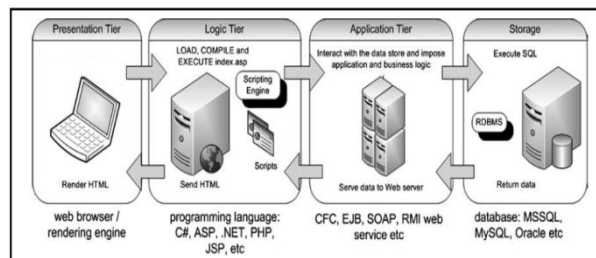 Presentation Tier
Render HTML
web browser /
rendering engine
Logic Tier
LOAD, COMPILE and
EXECUTE index.asp
Scripting
Engine
Scripts
Send HTML
programming language:
C#, ASP, .NET, PHP,
JSP, etc
Application Tier
Interact with the data store and impose
application and business logic
Serve data to Web server
CFC, EJB, SOAP, RMI web
service etc
Storage
Execute SQL
RDBMS
Return data
database: MSSQL,
MySQL, Oracle etc